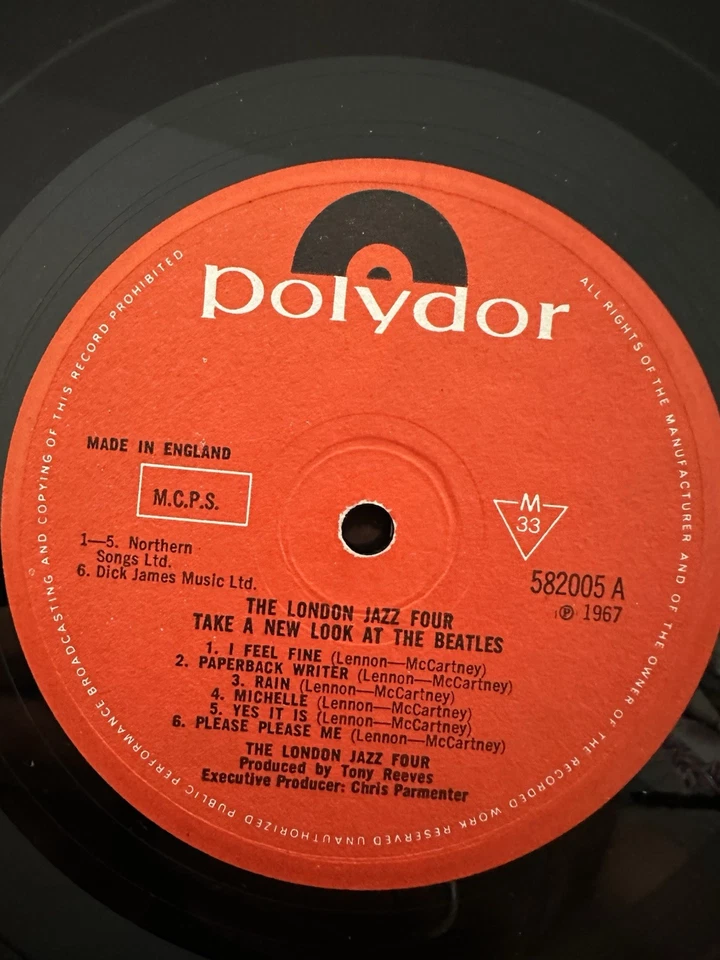 polydor
ALL RIGHTS OF THE MANUFACTURER AND OF THE OWNER OF THE RECORDED WORK RESERVED UNAUTHORIZED PUBLIC PERFORMANCE BROADCASTING AND COPYING OF THIS RECORD PROHIBITED
MADE IN ENGLAND
M.C.P.S.
M
33
1—5. Northern
Songs Ltd.
6. Dick James Music Ltd.
582005 A
℗ 1967
THE LONDON JAZZ FOUR
TAKE A NEW LOOK AT THE BEATLES
1. I FEEL FINE (Lennon—McCartney)
2. PAPERBACK WRITER (Lennon—McCartney)
3. RAIN (Lennon—McCartney)
4. MICHELLE (Lennon—McCartney)
5. YES IT IS (Lennon—McCartney)
6. PLEASE PLEASE ME (Lennon—McCartney)
THE LONDON JAZZ FOUR
Produced by Tony Reeves
Executive Producer: Chris Parmenter